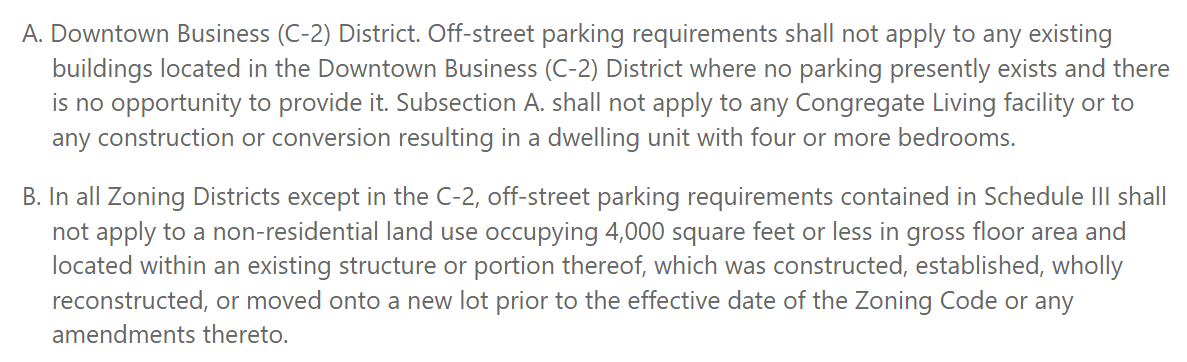 A. Downtown Business (C-2) District. Off-street parking requirements shall not apply to any existing
buildings located in the Downtown Business (C-2) District where no parking presently exists and there
is no opportunity to provide it. Subsection A. shall not apply to any Congregate Living facility or to
any construction or conversion resulting in a dwelling unit with four or more bedrooms.
B. In all Zoning Districts except in the C-2, off-street parking requirements contained in Schedule III shall
not apply to a non-residential land use occupying 4,000 square feet or less in gross floor area and
located within an existing structure or portion thereof, which was constructed, established, wholly
reconstructed, or moved onto a new lot prior to the effective date of the Zoning Code or any
amendments thereto.